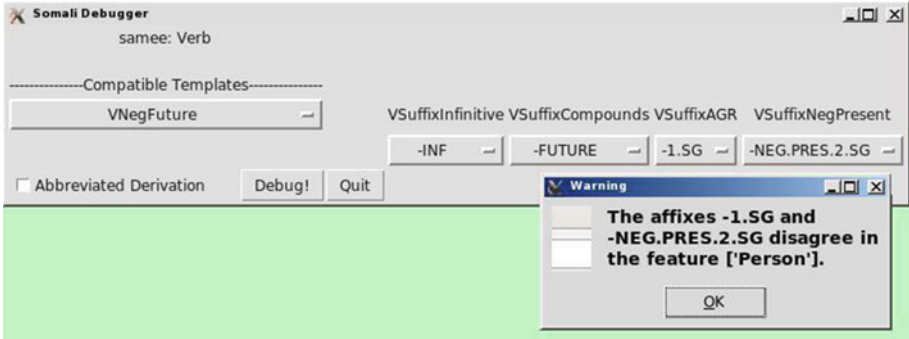 Somali Debugger
samee: Verb
---------------Compatible Templates---------------
VNegFuture
VSuffixInfinitive VSuffixCompounds VSuffixAGR VSuffixNegPresent
-INF -FUTURE -1.SG -NEG.PRES.2.SG
Abbreviated Derivation Debug! Quit
Warning
The affixes -1.SG and
-NEG.PRES.2.SG disagree in
the feature ['Person'].
OK